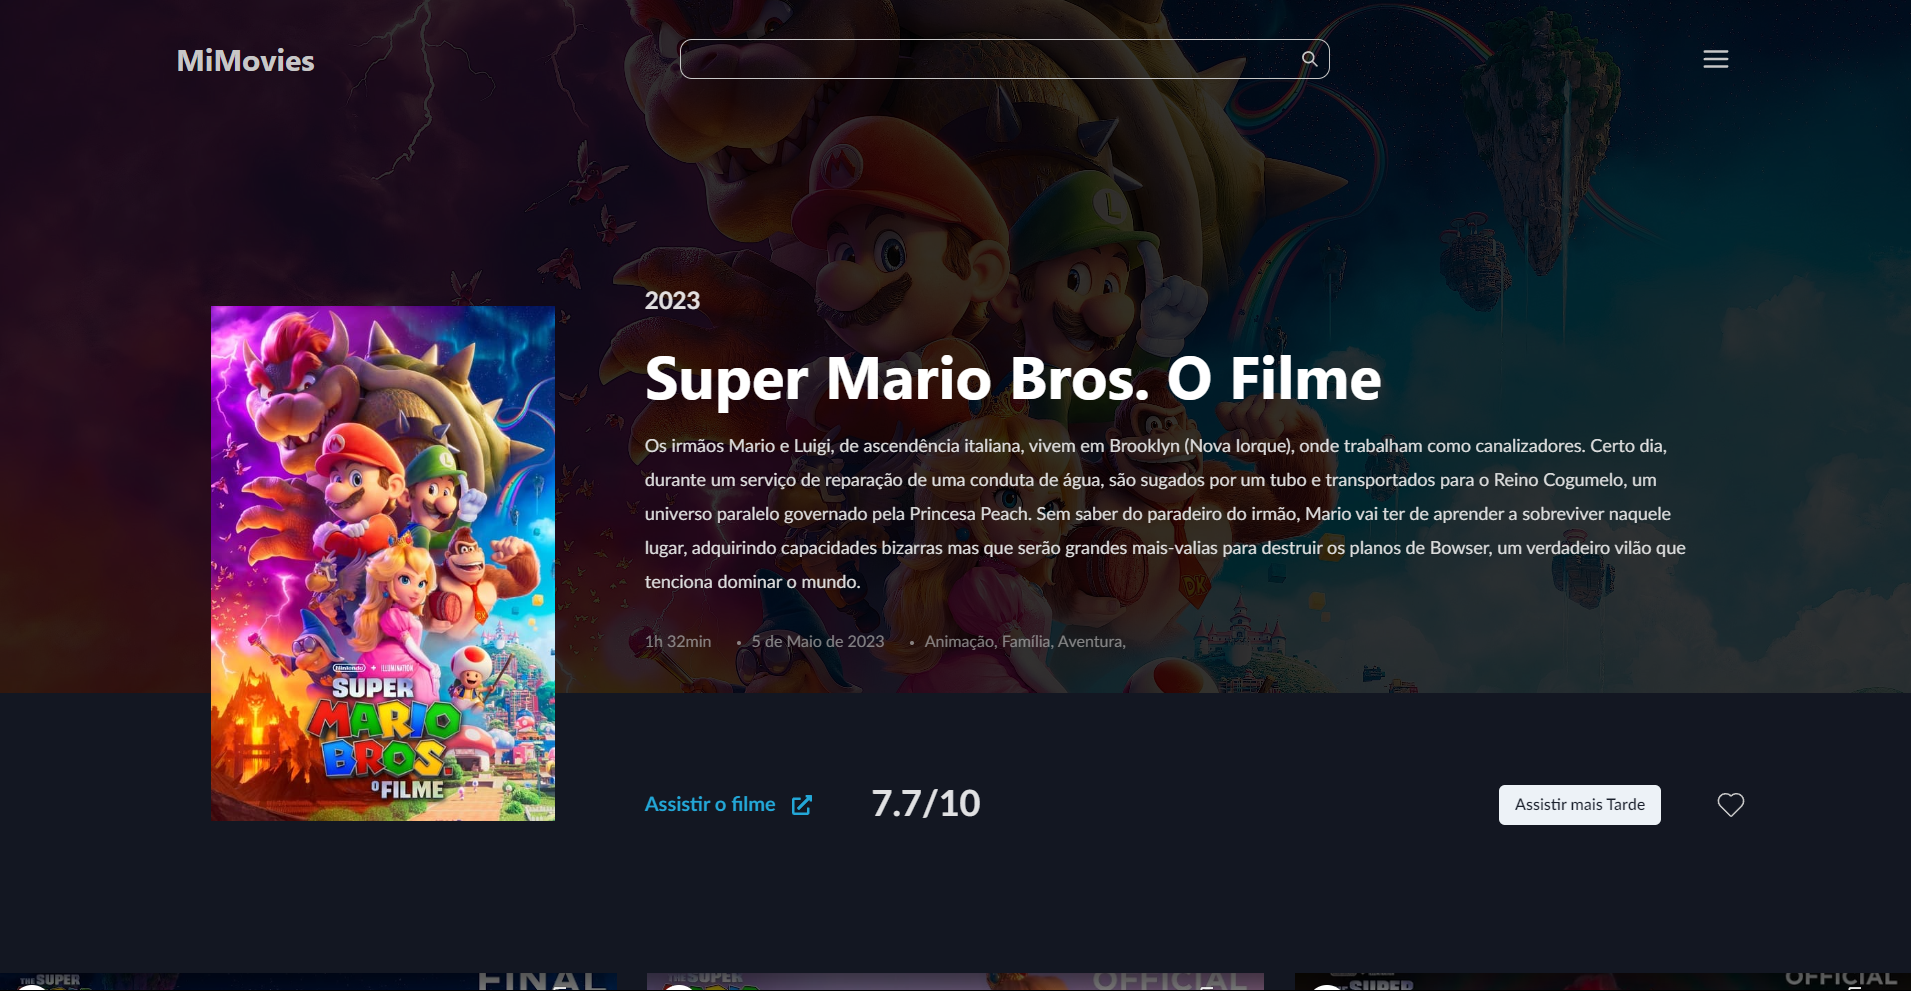 MiMovies
2023
Super Mario Bros. O Filme
Os irmãos Mario e Luigi, de ascendência italiana, vivem em Brooklyn (Nova Iorque), onde trabalham como canalizadores. Certo dia,
durante um serviço de reparação de uma conduta de água, são sugados por um tubo e transportados para o Reino Cogumelo, um
universo paralelo governado pela Princesa Peach. Sem saber do paradeiro do irmão, Mario vai ter de aprender a sobreviver naquele
lugar, adquirindo capacidades bizarras mas que serão grandes mais-valias para destruir os planos de Bowser, um verdadeiro vilão que
tenciona dominar o mundo.
1h 32min • 5 de Maio de 2023 • Animação, Família, Aventura,
Nintendo + ILLUMINATION
SUPER
MARIO
BROS.
O FILME
Assistir o filme
7.7/10
Assistir mais Tarde
THE SUPER
FINAL
THE SUPER
OFFICIAL
SUPER
OFFICIAL
M
L
DK